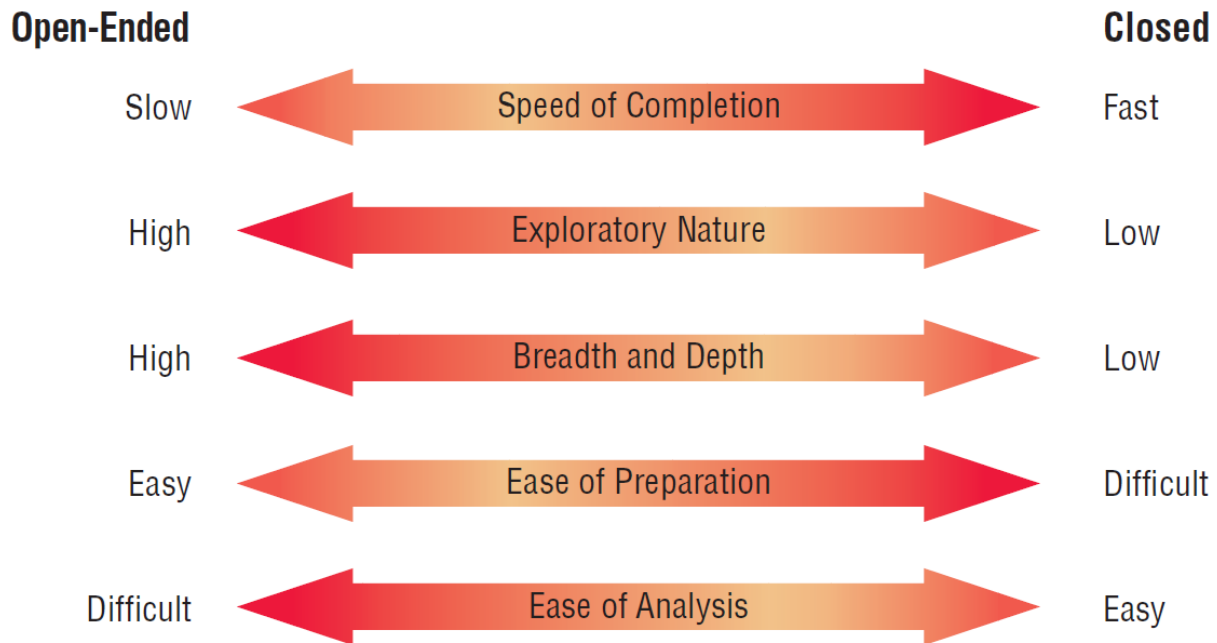 Open-Ended Closed
Slow Speed of Completion Fast
High Exploratory Nature Low
High Breadth and Depth Low
Easy Ease of Preparation Difficult
Difficult Ease of Analysis Easy